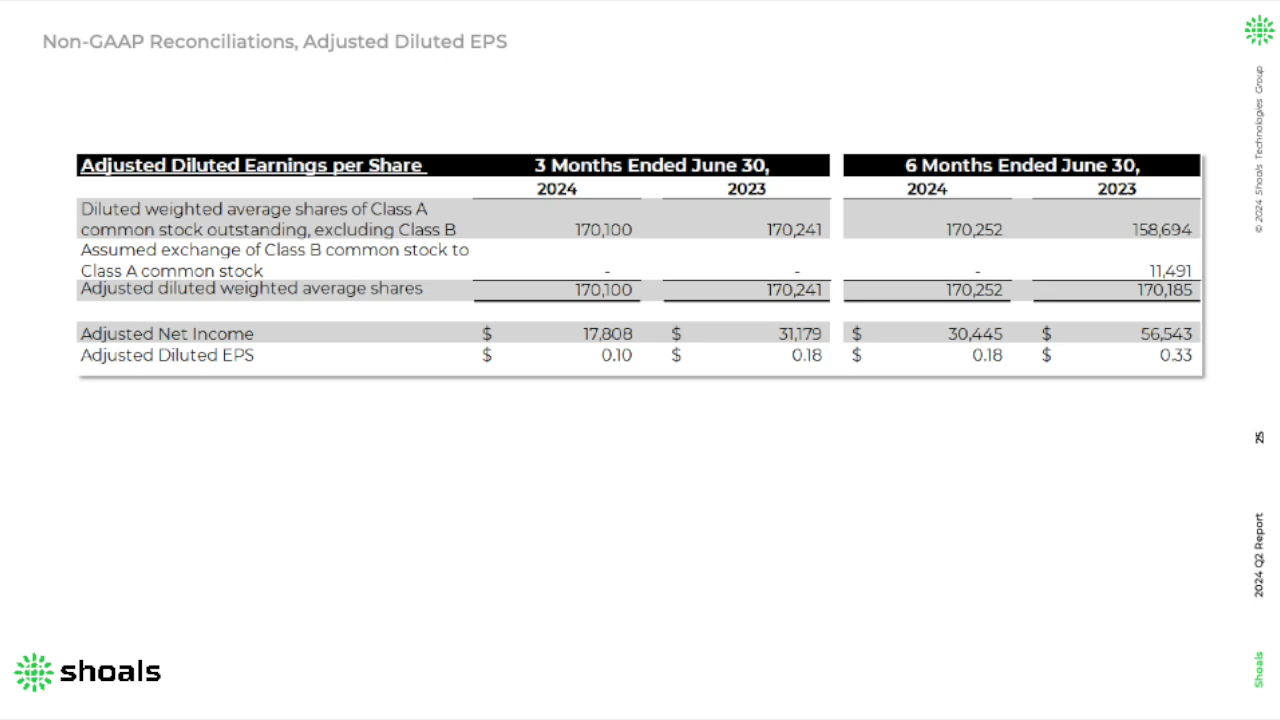 Non-GAAP Reconciliations, Adjusted Diluted EPS
Adjusted Diluted Earnings per Share 3 Months Ended June 30, 6 Months Ended June 30,
2024 2023 2024 2023
Diluted weighted average shares of Class A
common stock outstanding, excluding Class B 170,100 170,241 170,252 158,694
Assumed exchange of Class B common stock to
Class A common stock - - - 11,491
Adjusted diluted weighted average shares 170,100 170,241 170,252 170,185
Adjusted Net Income $ 17,808 $ 31,179 $ 30,445 $ 56,543
Adjusted Diluted EPS $ 0.10 $ 0.18 $ 0.18 $ 0.33
shoals
© 2024 Shoals Technologies Group
25
2024 Q2 Report
Shoals